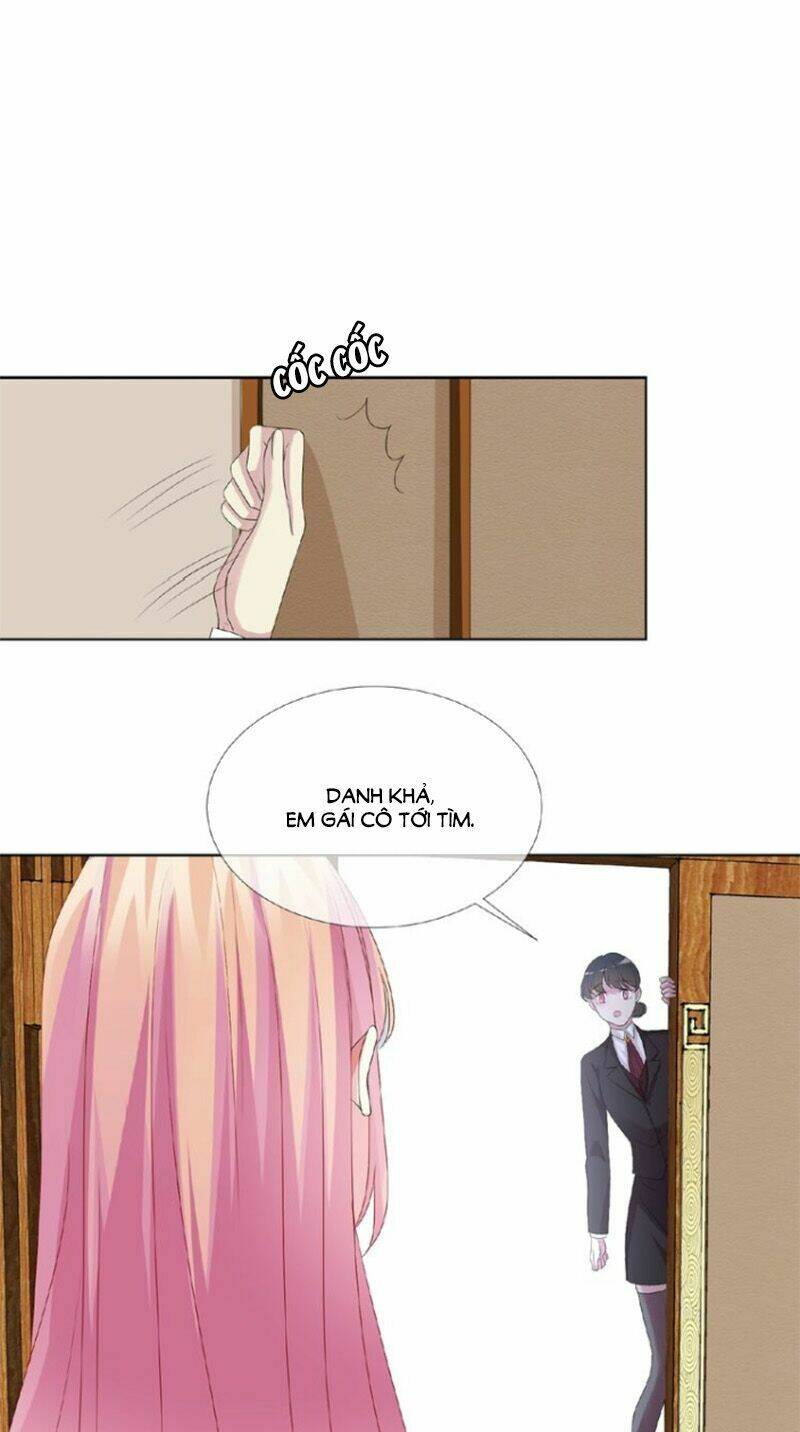 CỐC CỐC
DANH KHẢ,
EM GÁI CÔ TỚI TÌM.